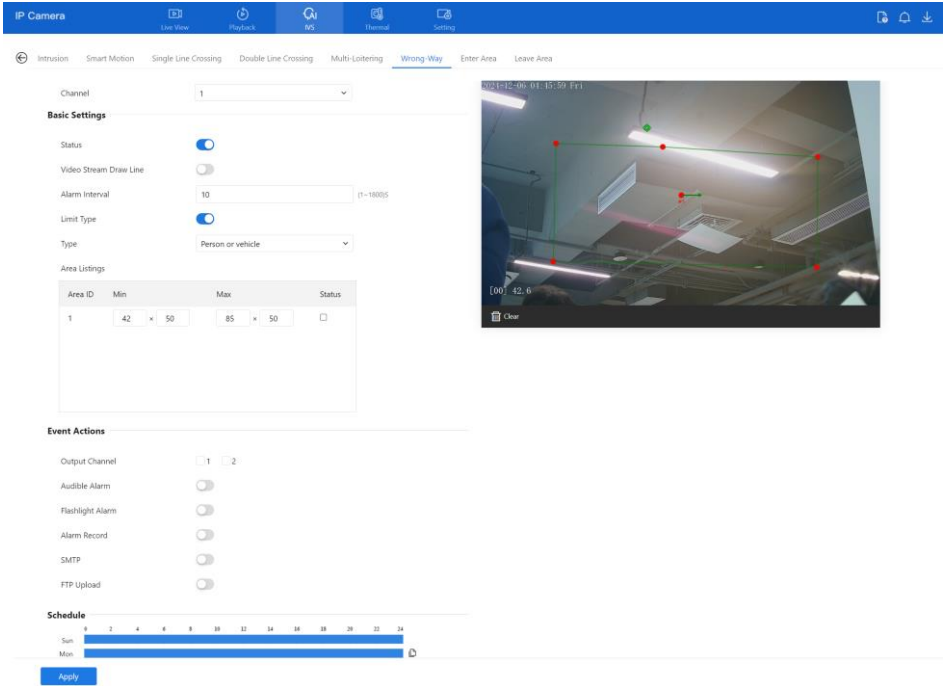 IP Camera
Live View Playback IVS Thermal Setting
Intrusion Smart Motion Single Line Crossing Double Line Crossing Multi-Loitering Wrong-Way Enter Area Leave Area
Channel 1
Basic Settings
Status
Video Stream Draw Line
Alarm Interval 10 (1~1800)S
Limit Type
Type Person or vehicle
Area Listings
Area ID Min Max Status
1 42 × 50 85 × 50
2024-12-06 01:45:59 Fri
[00] 42.6
Clear
Event Actions
Output Channel 1 2
Audible Alarm
Flashlight Alarm
Alarm Record
SMTP
FTP Upload
Schedule
0 2 4 6 8 10 12 14 16 18 20 22 24
Sun
Mon
Apply